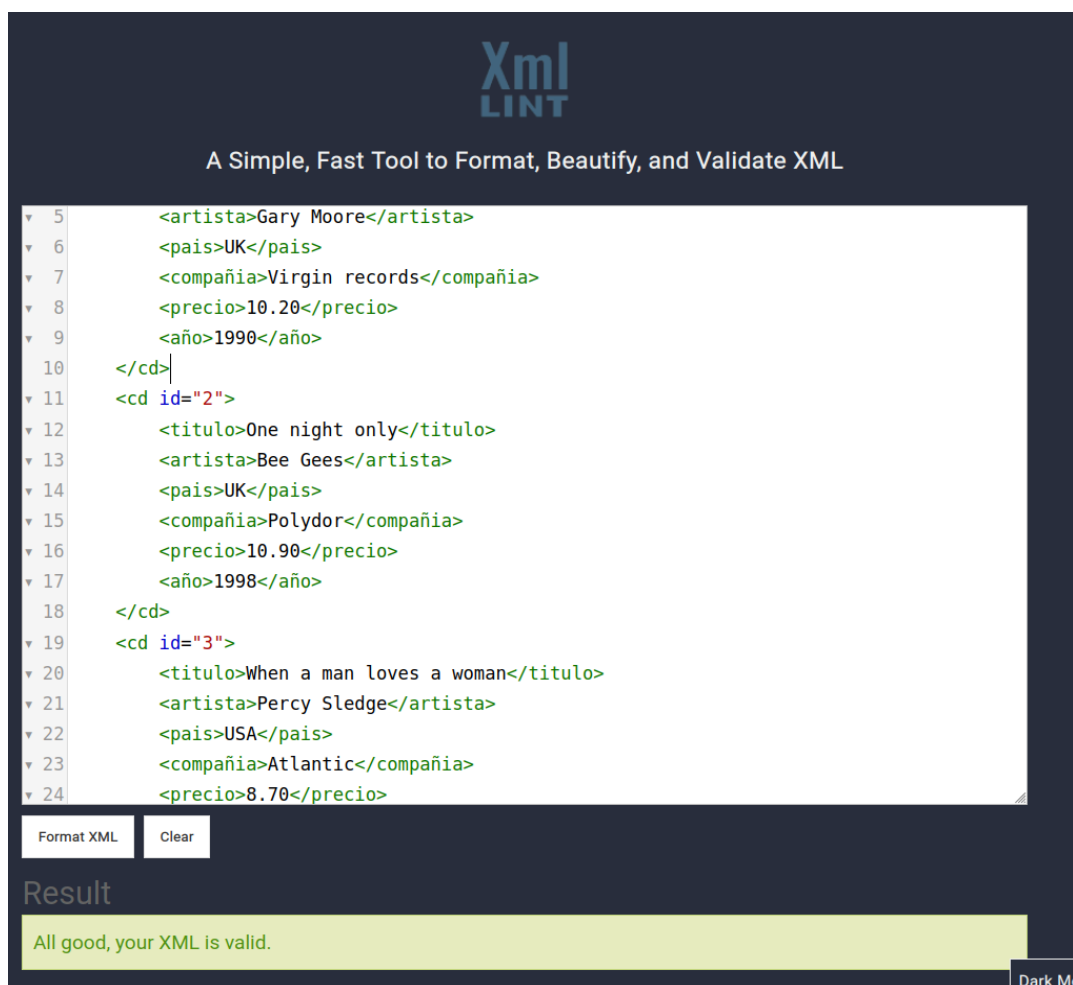 Xml
LINT
A Simple, Fast Tool to Format, Beautify, and Validate XML
5 <artista>Gary Moore</artista>
6 <pais>UK</pais>
7 <compañia>Virgin records</compañia>
8 <precio>10.20</precio>
9 <año>1990</año>
10 </cd>
11 <cd id="2">
12 <titulo>One night only</titulo>
13 <artista>Bee Gees</artista>
14 <pais>UK</pais>
15 <compañia>Polydor</compañia>
16 <precio>10.90</precio>
17 <año>1998</año>
18 </cd>
19 <cd id="3">
20 <titulo>When a man loves a woman</titulo>
21 <artista>Percy Sledge</artista>
22 <pais>USA</pais>
23 <compañia>Atlantic</compañia>
24 <precio>8.70</precio>
Format XML Clear
Result
All good, your XML is valid.
Dark